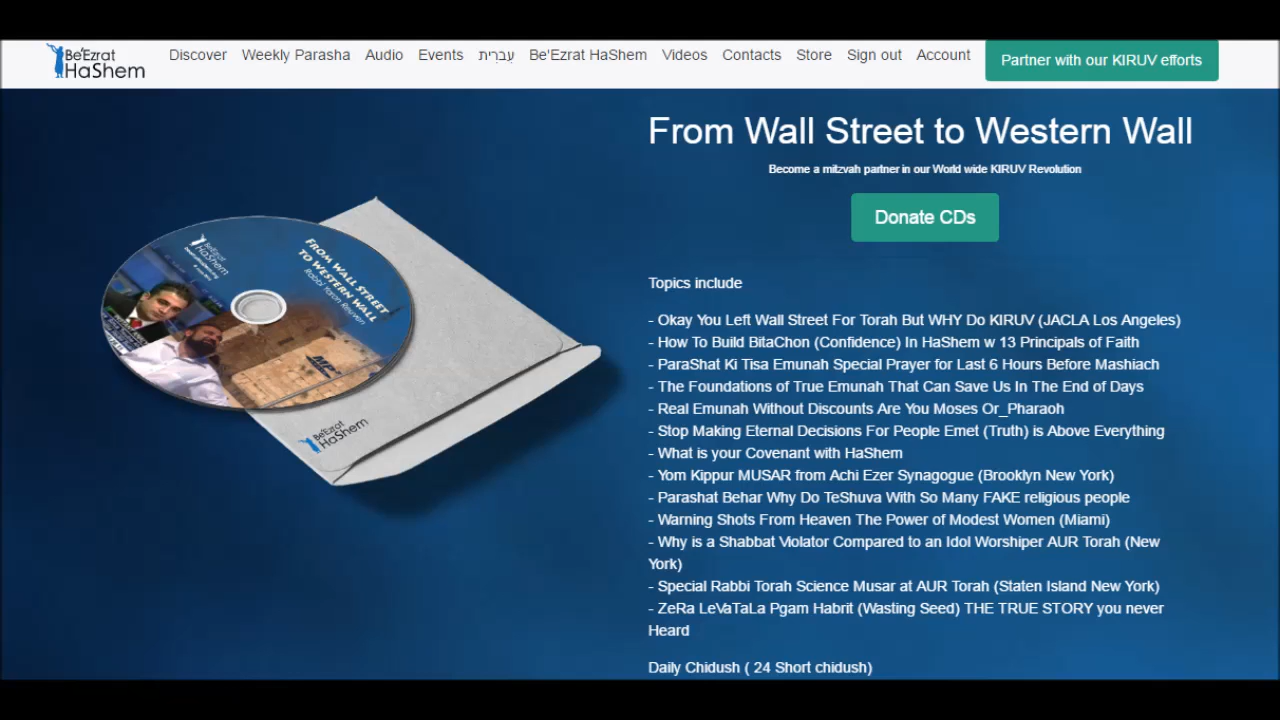 Be'Ezrat
HaShem
Discover Weekly Parasha Audio Events עִבְרִית Be'Ezrat HaShem Videos Contacts Store Sign out Account Partner with our KIRUV efforts
From Wall Street to Western Wall
Become a mitzvah partner in our World wide KIRUV Revolution
Donate CDs
Be'Ezrat
HaShem
FROM WALL STREET
TO WESTERN WALL
Rabbi Yaron Reuven
Be'Ezrat
HaShem
Topics include
- Okay You Left Wall Street For Torah But WHY Do KIRUV (JACLA Los Angeles)
- How To Build BitaChon (Confidence) In HaShem w 13 Principals of Faith
- ParaShat Ki Tisa Emunah Special Prayer for Last 6 Hours Before Mashiach
- The Foundations of True Emunah That Can Save Us In The End of Days
- Real Emunah Without Discounts Are You Moses Or_Pharaoh
- Stop Making Eternal Decisions For People Emet (Truth) is Above Everything
- What is your Covenant with HaShem
- Yom Kippur MUSAR from Achi Ezer Synagogue (Brooklyn New York)
- Parashat Behar Why Do TeShuva With So Many FAKE religious people
- Warning Shots From Heaven The Power of Modest Women (Miami)
- Why is a Shabbat Violator Compared to an Idol Worshiper AUR Torah (New
York)
- Special Rabbi Torah Science Musar at AUR Torah (Staten Island New York)
- ZeRa LeVaTaLa Pgam Habrit (Wasting Seed) THE TRUE STORY you never
Heard
Daily Chidush ( 24 Short chidush)